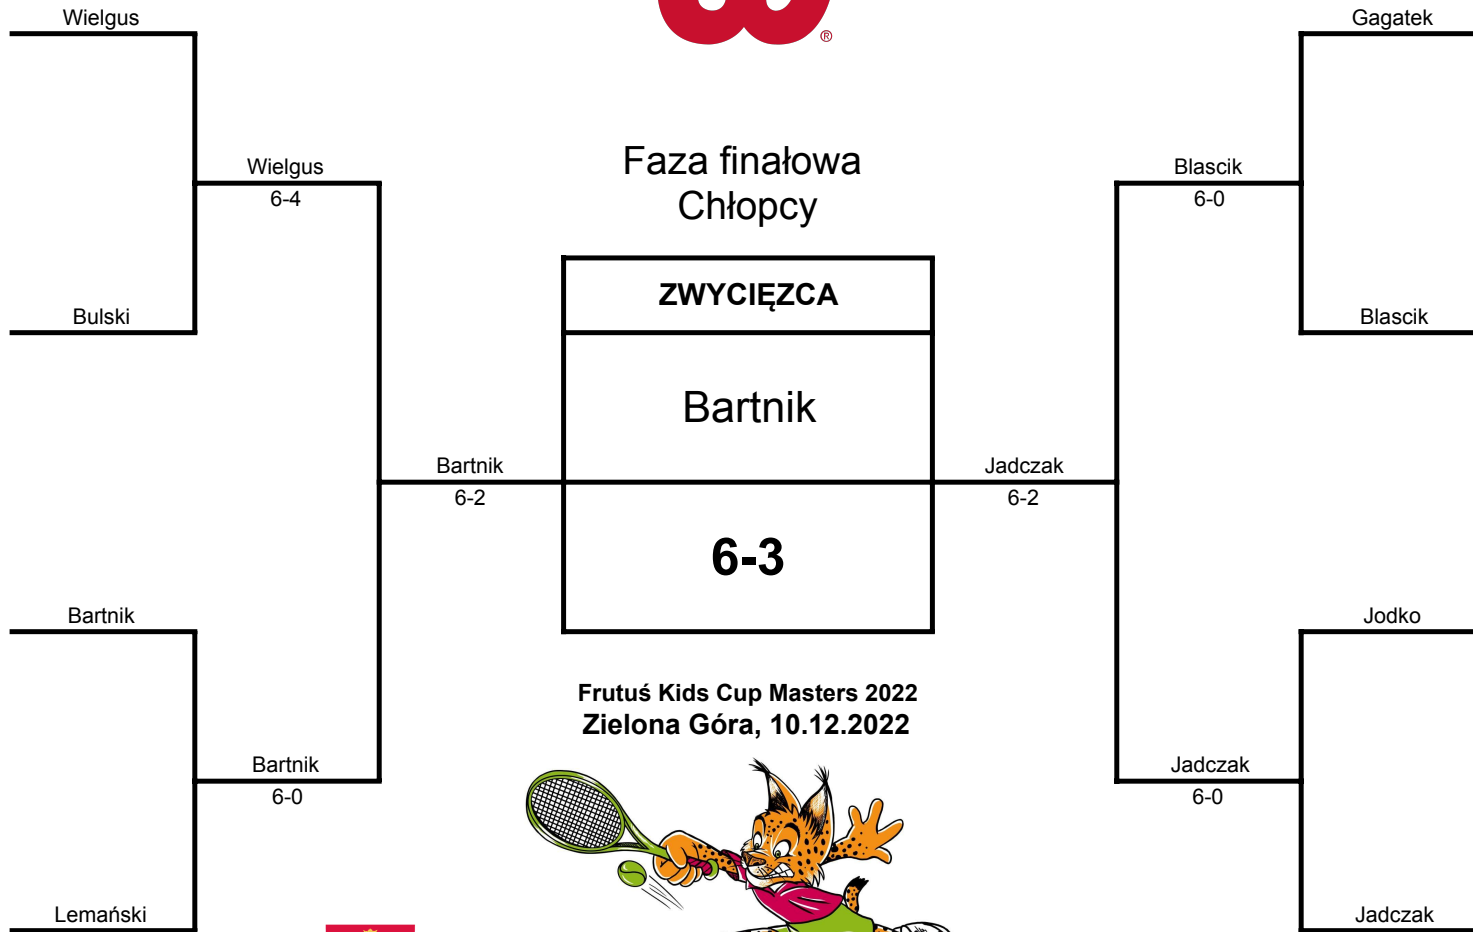 Wielgus
Gagatek
®
Faza finałowa
Chłopcy
Wielgus
6-4
Blascik
6-0
ZWYCIĘZCA
Bulski
Blascik
Bartnik
Bartnik
6-2
Jadczak
6-2
6-3
Bartnik
Jodko
Frutuś Kids Cup Masters 2022
Zielona Góra, 10.12.2022
Bartnik
6-0
Jadczak
6-0
Lemański
Jadczak